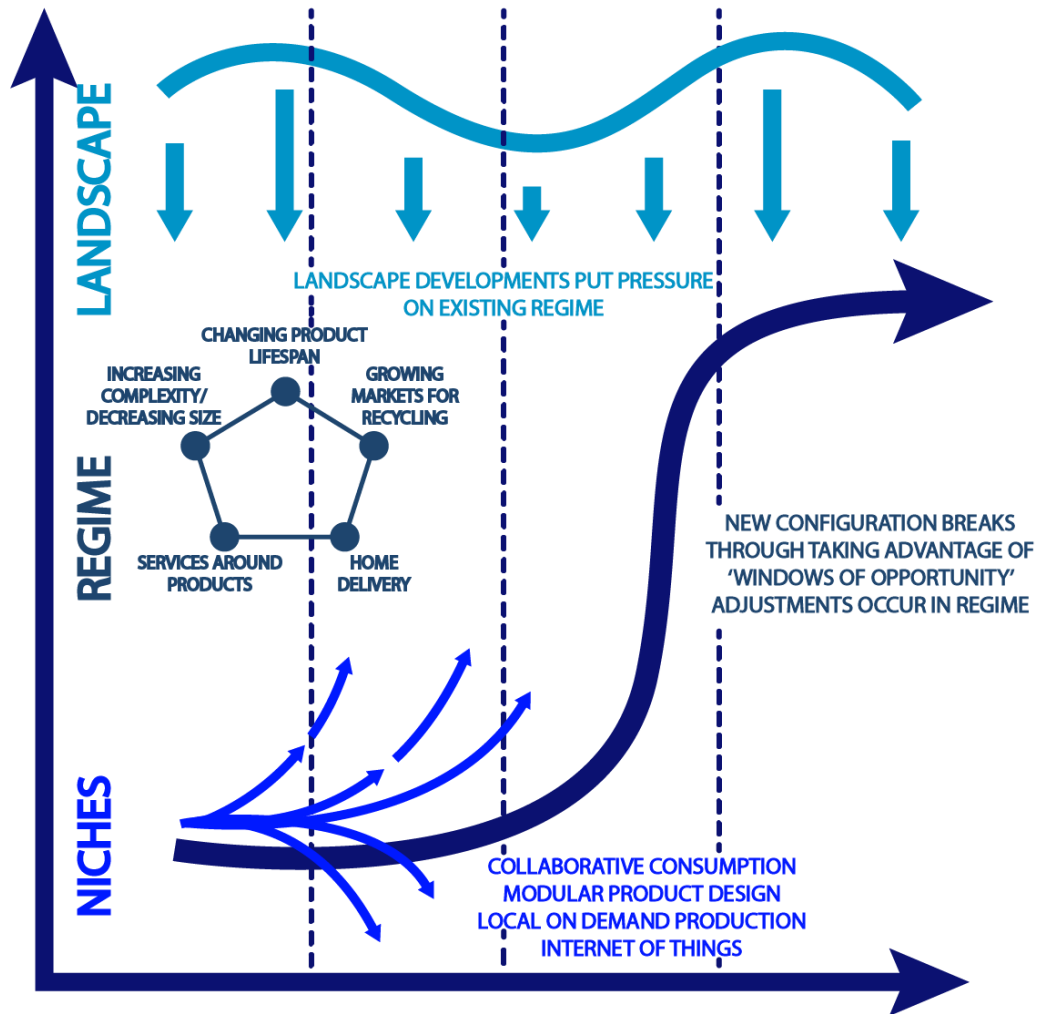 LANDSCAPE
LANDSCAPE DEVELOPMENTS PUT PRESSURE
ON EXISTING REGIME
REGIME
CHANGING PRODUCT
LIFESPAN
INCREASING
COMPLEXITY/
DECREASING SIZE
GROWING
MARKETS FOR
RECYCLING
SERVICES AROUND
PRODUCTS
HOME
DELIVERY
NEW CONFIGURATION BREAKS
THROUGH TAKING ADVANTAGE OF
‘WINDOWS OF OPPORTUNITY’
ADJUSTMENTS OCCUR IN REGIME
NICHES
COLLABORATIVE CONSUMPTION
MODULAR PRODUCT DESIGN
LOCAL ON DEMAND PRODUCTION
INTERNET OF THINGS